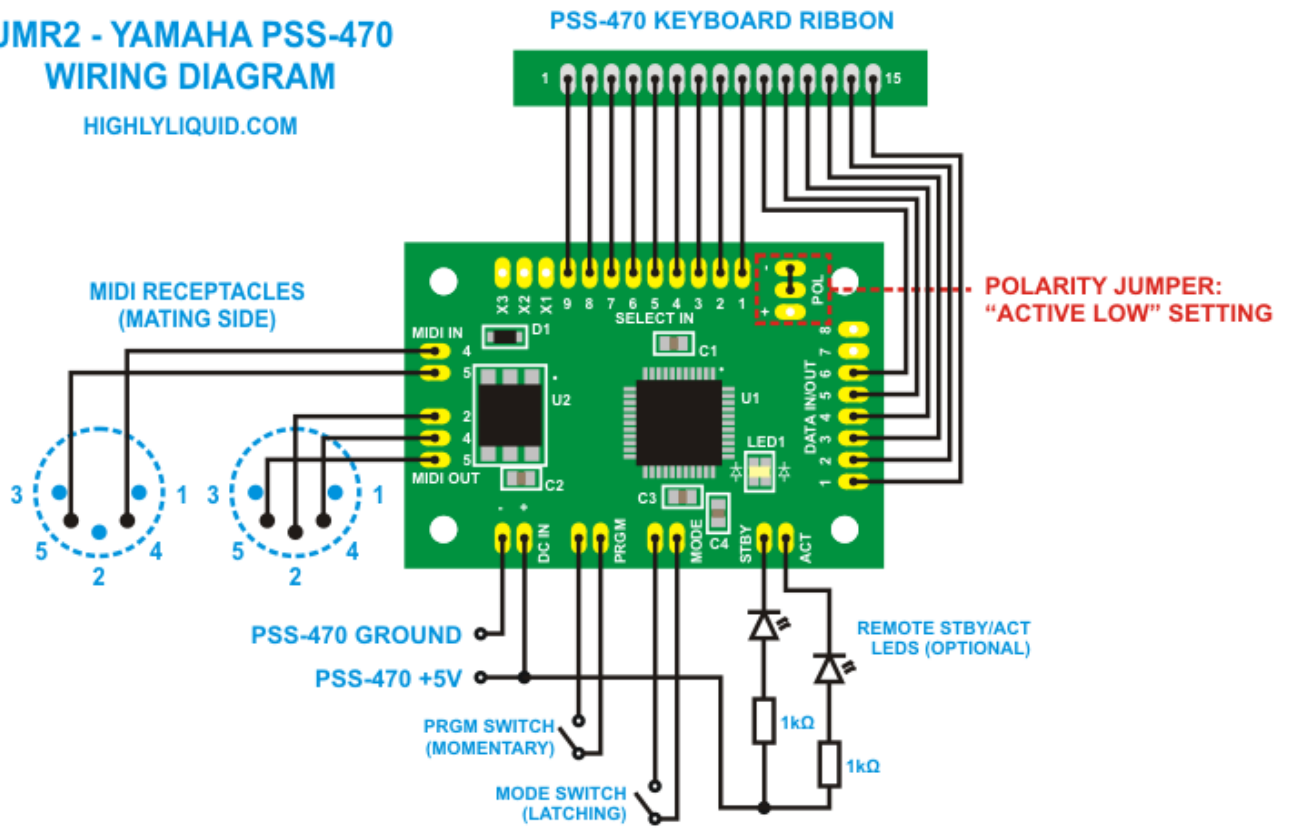 UMR2 - YAMAHA PSS-470
WIRING DIAGRAM
HIGHLYLIQUID.COM
PSS-470 KEYBOARD RIBBON
1
15
POLARITY JUMPER:
“ACTIVE LOW” SETTING
MIDI RECEPTACLES
(MATING SIDE)
X3
X2
X1
9
8
7
6
5
4
3
2
1
SELECT IN
-
+
POL
MIDI IN
4
5
2
4
5
MIDI OUT
D1
U2
C2
C1
U1
LED1
C3
C4
8
7
6
5
4
3
2
1
DATA IN/OUT
- +
DC IN
PRGM
MODE
STBY
ACT
3
1
5
4
2
3
1
5
4
2
PSS-470 GROUND
PSS-470 +5V
PRGM SWITCH
(MOMENTARY)
MODE SWITCH
(LATCHING)
REMOTE STBY/ACT
LEDS (OPTIONAL)
1kΩ
1kΩ